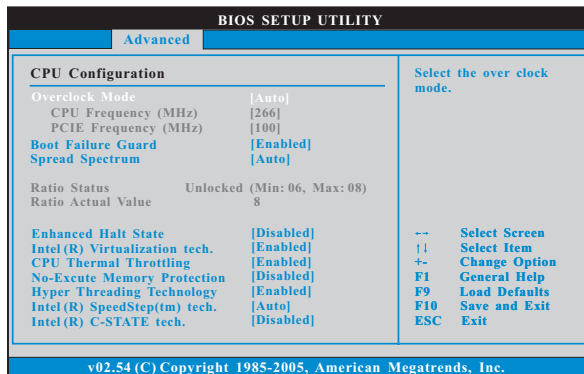 BIOS SETUP UTILITY
Advanced
CPU Configuration
Overclock Mode [Auto]
CPU Frequency (MHz) [266]
PCIE Frequency (MHz) [100]
Boot Failure Guard [Enabled]
Spread Spectrum [Auto]
Ratio Status Unlocked (Min: 06, Max: 08)
Ratio Actual Value 8
Enhanced Halt State [Disabled]
Intel (R) Virtualization tech. [Enabled]
CPU Thermal Throttling [Enabled]
No-Excute Memory Protection [Disabled]
Hyper Threading Technology [Enabled]
Intel (R) SpeedStep(tm) tech. [Auto]
Intel (R) C-STATE tech. [Disabled]
Select the over clock
mode.
←→ Select Screen
↑↓ Select Item
+- Change Option
F1 General Help
F9 Load Defaults
F10 Save and Exit
ESC Exit
v02.54 (C) Copyright 1985-2005, American Megatrends, Inc.